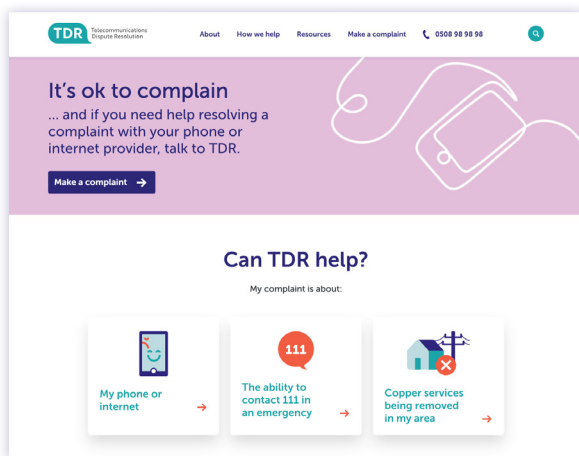 TDR
Telecommunications
Dispute Resolution
About
How we help
Resources
Make a complaint
0508 98 98 98
It's ok to complain
... and if you need help resolving a
complaint with your phone or
internet provider, talk to TDR.
Make a complaint
Can TDR help?
My complaint is about:
My phone or
internet
111
The ability to
contact 111 in
an emergency
Copper services
being removed
in my area